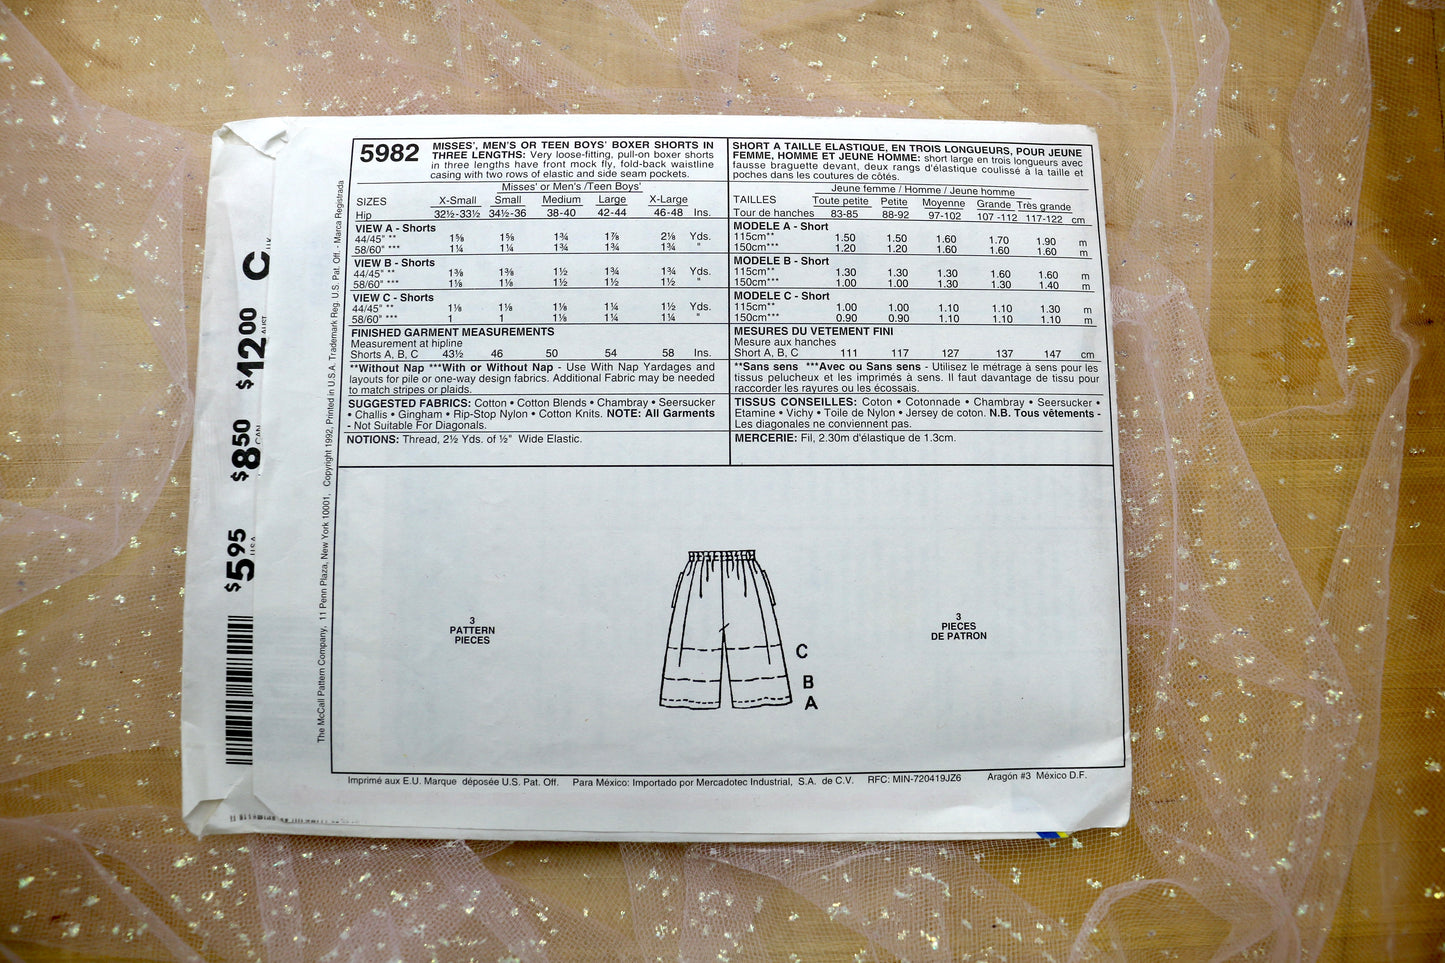 5982
MISSES', MEN'S OR TEEN BOYS' BOXER SHORTS IN
THREE LENGTHS: Very loose-fitting, pull-on boxer shorts
in three lengths have front mock fly, fold-back waistline
casing with two rows of elastic and side seam pockets.
Misses' or Men's /Teen Boys'
SIZES X-Small Small Medium Large X-Large
Hip 32½-33½ 34½-36 38-40 42-44 46-48 Ins.
VIEW A - Shorts
44/45" ** 1⅝ 1⅝ 1¾ 1⅞ 2⅛ Yds.
58/60" *** 1¼ 1¼ 1¾ 1¾ 1¾ "
VIEW B - Shorts
44/45" ** 1⅜ 1⅜ 1½ 1¾ 1¾ Yds.
58/60" *** 1⅛ 1⅛ 1½ 1½ 1½ "
VIEW C - Shorts
44/45" ** 1⅛ 1⅛ 1⅛ 1¼ 1½ Yds.
58/60" *** 1 1 1⅛ 1¼ 1¼ "
FINISHED GARMENT MEASUREMENTS
Measurement at hipline
Shorts A, B, C 43½ 46 50 54 58 Ins.
**Without Nap ***With or Without Nap - Use With Nap Yardages and
layouts for pile or one-way design fabrics. Additional Fabric may be needed
to match stripes or plaids.
SUGGESTED FABRICS: Cotton • Cotton Blends • Chambray • Seersucker
• Challis • Gingham • Rip-Stop Nylon • Cotton Knits. NOTE: All Garments
- Not Suitable For Diagonals.
NOTIONS: Thread, 2½ Yds. of ½" Wide Elastic.
SHORT A TAILLE ELASTIQUE, EN TROIS LONGUEURS, POUR JEUNE
FEMME, HOMME ET JEUNE HOMME: short large en trois longueurs avec
fausse braguette devant, deux rangs d'élastique coulissé à la taille et
poches dans les coutures de côtés.
Jeune femme / Homme / Jeune homme
TAILLES Toute petite Petite Moyenne Grande Très grande
Tour de hanches 83-85 88-92 97-102 107 -112 117-122 cm
MODELE A - Short
115cm** 1.50 1.50 1.60 1.70 1.90 m
150cm*** 1.20 1.20 1.60 1.60 1.60 m
MODELE B - Short
115cm** 1.30 1.30 1.30 1.60 1.60 m
150cm*** 1.00 1.00 1.30 1.30 1.40 m
MODELE C - Short
115cm** 1.00 1.00 1.10 1.10 1.30 m
150cm*** 0.90 0.90 1.10 1.10 1.10 m
MESURES DU VETEMENT FINI
Mesure aux hanches
Short A, B, C 111 117 127 137 147 cm
**Sans sens ***Avec ou Sans sens - Utilisez le métrage à sens pour les
tissus pelucheux et les imprimés à sens. Il faut davantage de tissu pour
raccorder les rayures ou les écossais.
TISSUS CONSEILLES: Coton • Cotonnade • Chambray • Seersucker •
Etamine • Vichy • Toile de Nylon • Jersey de coton. N.B. Tous vêtements -
Les diagonales ne conviennent pas.
MERCERIE: Fil, 2.30m d'élastique de 1.3cm.
3
PATTERN
PIECES
C
B
A
3
PIECES
DE PATRON
Imprimé aux E.U. Marque déposée U.S. Pat. Off. Para México: Importado por Mercadotec Industrial, S.A. de C.V. RFC: MIN-720419JZ6 Aragón #3 México D.F.
The McCall Pattern Company, 11 Penn Plaza, New York 10001, Copyright 1992, Printed in U.S.A. Trademark Reg. U.S. Pat. Off. - Marca Registrada
$5.95 USA
$8.50 CAN
$12.00 AUST
C UK